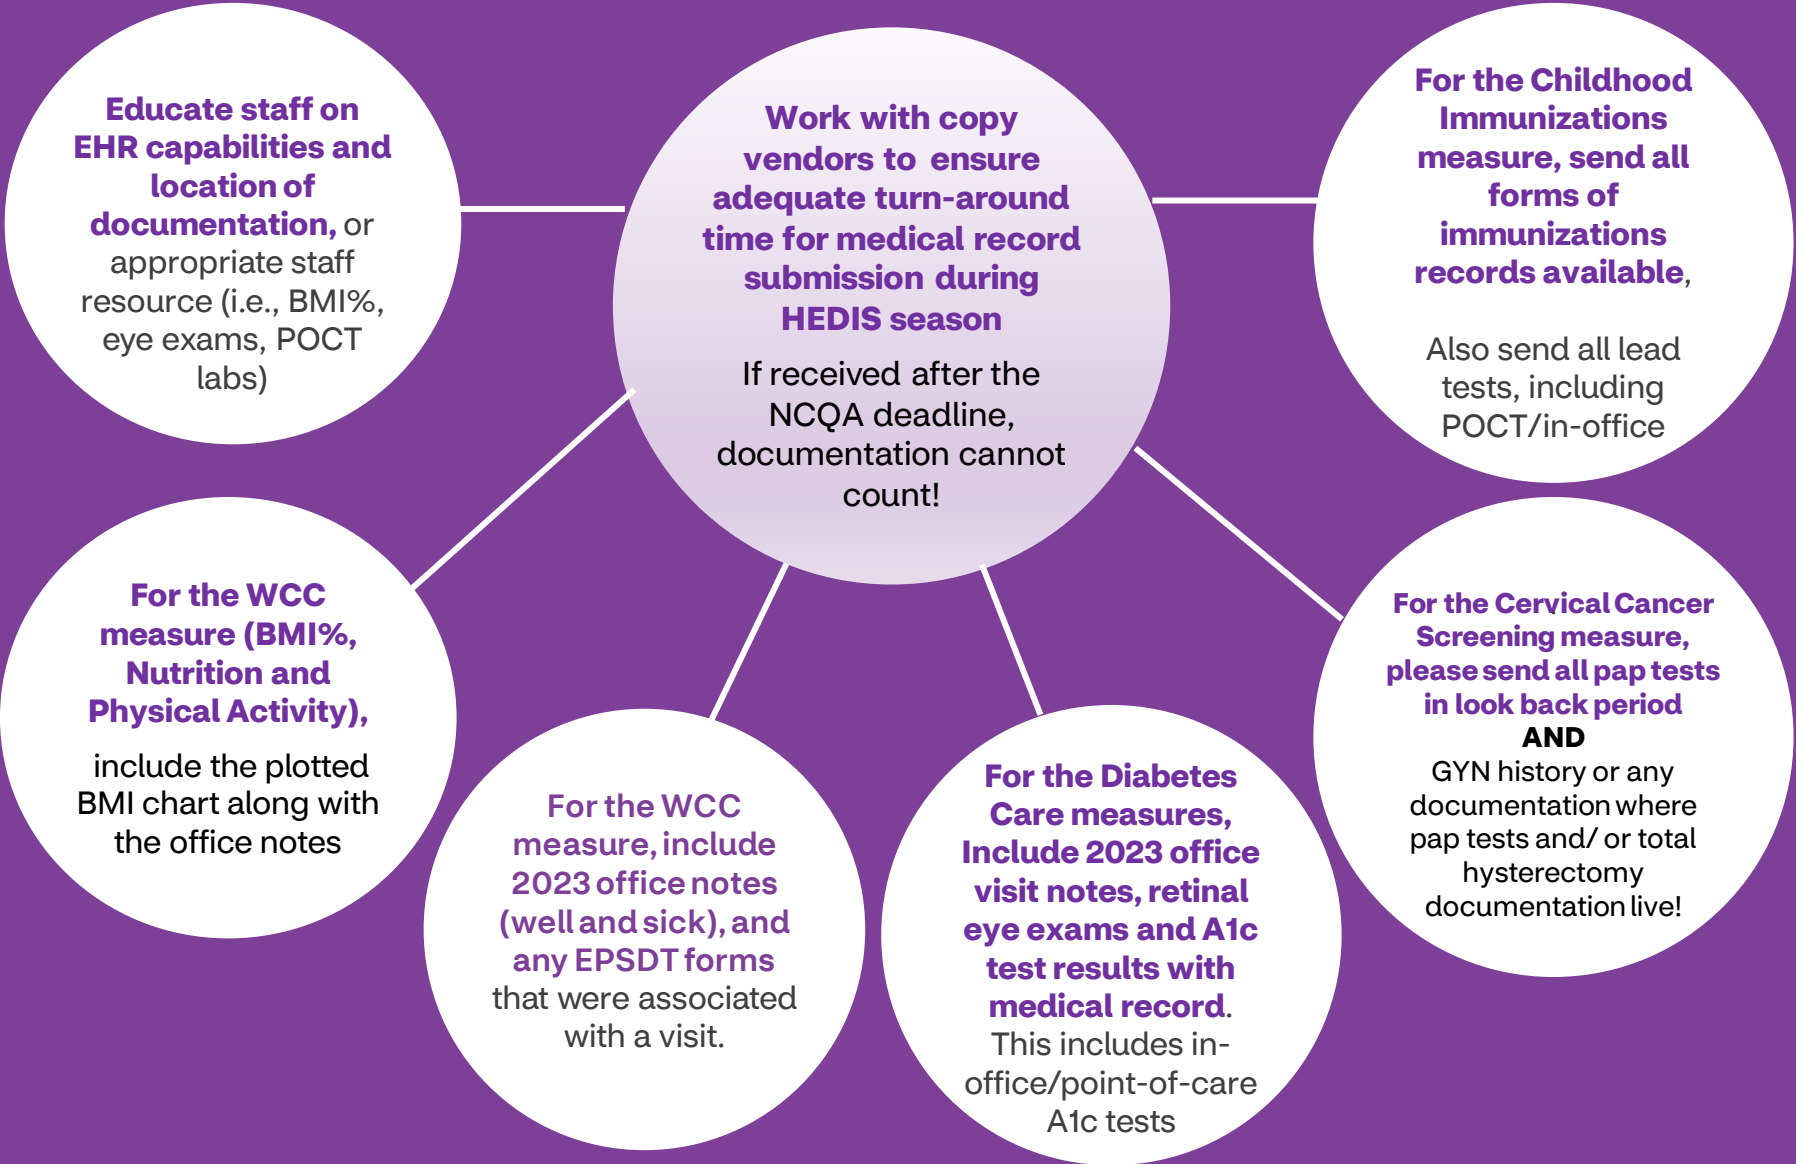 Educate staff on
EHR capabilities and
location of
documentation, or
appropriate staff
resource (i.e., BMI%,
eye exams, POCT
labs)
Work with copy
vendors to ensure
adequate turn-around
time for medical record
submission during
HEDIS season
If received after the
NCQA deadline,
documentation cannot
count!
For the Childhood
Immunizations
measure, send all
forms of
immunizations
records available,
Also send all lead
tests, including
POCT/in-office
For the WCC
measure (BMI%,
Nutrition and
Physical Activity),
include the plotted
BMI chart along with
the office notes
For the WCC
measure, include
2023 office notes
(well and sick), and
any EPSDT forms
that were associated
with a visit.
For the Diabetes
Care measures,
Include 2023 office
visit notes, retinal
eye exams and A1c
test results with
medical record.
This includes in-
office/point-of-care
A1c tests
For the Cervical Cancer
Screening measure,
please send all pap tests
in look back period
AND
GYN history or any
documentation where
pap tests and/ or total
hysterectomy
documentation live!